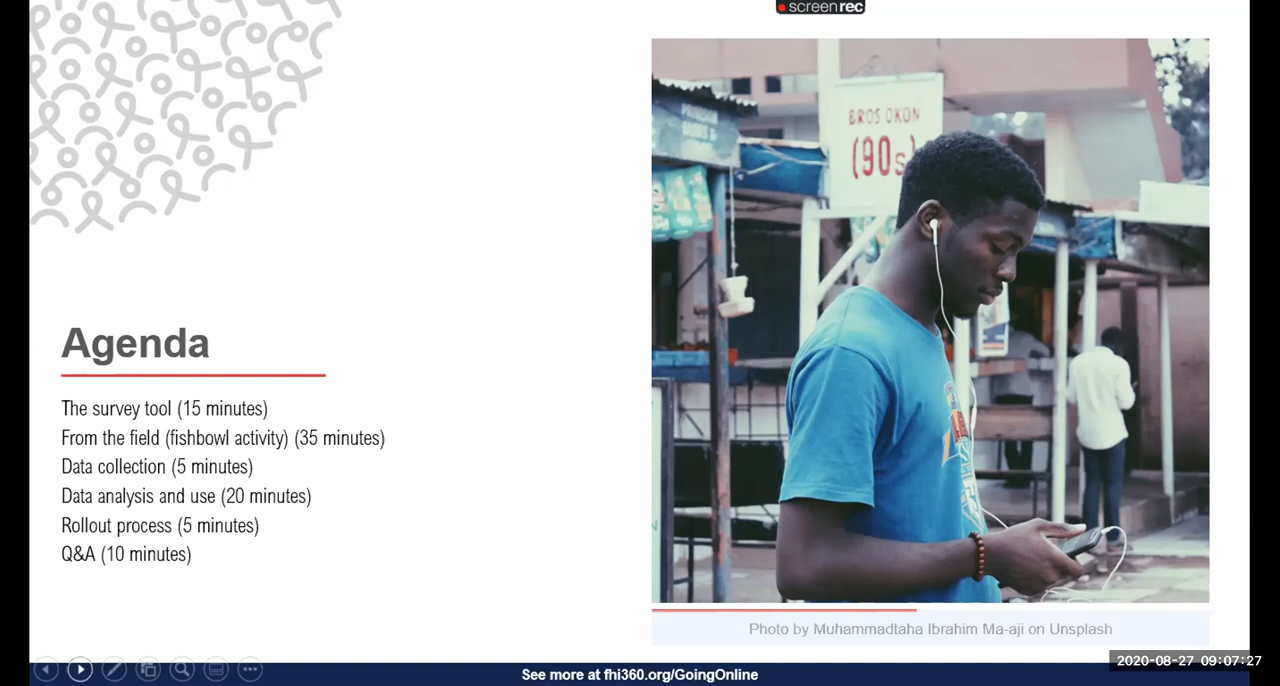 screenrec
Agenda
The survey tool (15 minutes)
From the field (fishbowl activity) (35 minutes)
Data collection (5 minutes)
Data analysis and use (20 minutes)
Rollout process (5 minutes)
Q&A (10 minutes)
BROS OKON
(90s)
Photo by Muhammadtaha Ibrahim Ma-aji on Unsplash
2020-08-27 09:07:27
See more at fhi360.org/GoingOnline